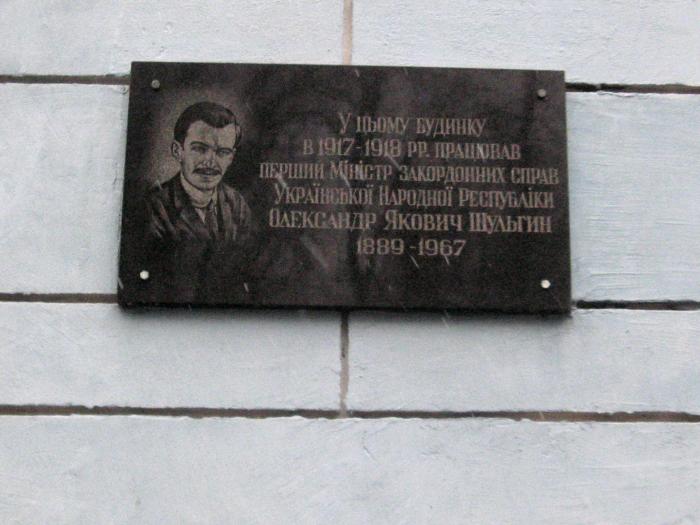 У цьому будинку
в 1917-1918 рр. працював
перший Міністр закордонних справ
Української Народної Республіки
Олександр Якович Шульгин
1889-1967